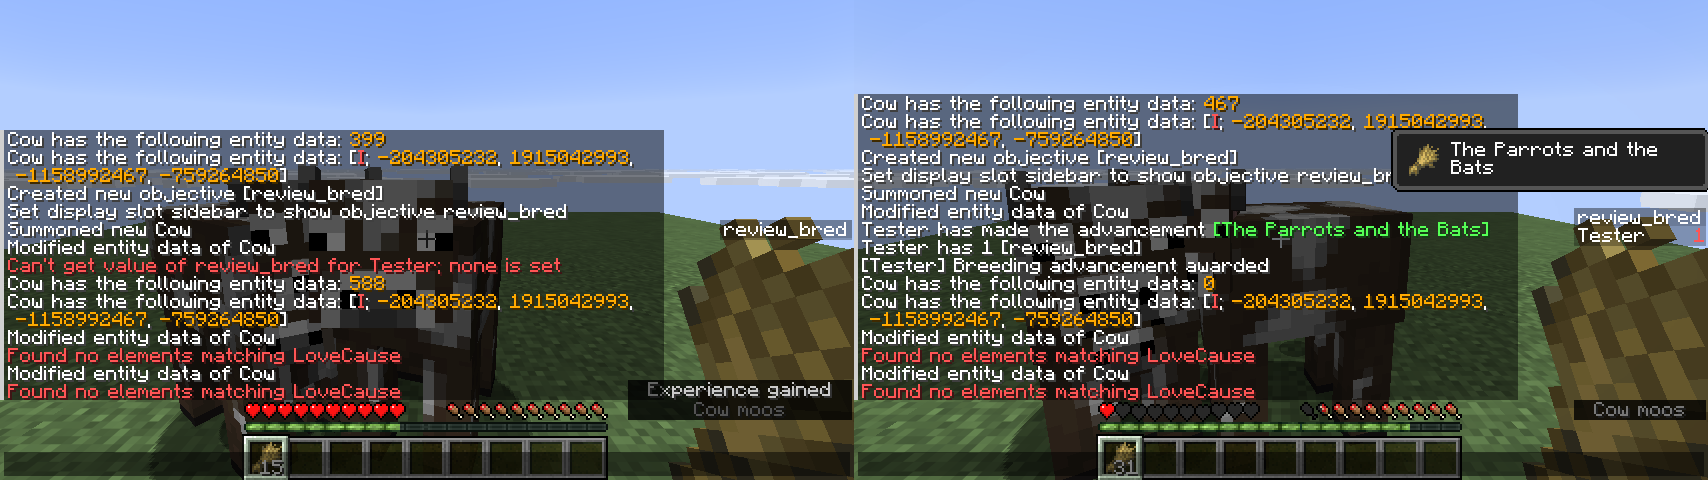 Cow has the following entity data: 399
Cow has the following entity data: [I; -204305232, 1915042993,
-1158992467, -759264850]
Created new objective [review_bred]
Set display slot sidebar to show objective review_bred
Summoned new Cow
Modified entity data of Cow
Can't get value of review_bred for Tester; none is set
Cow has the following entity data: 588
Cow has the following entity data: [I; -204305232, 1915042993,
-1158992467, -759264850]
Modified entity data of Cow
Found no elements matching LoveCause
Modified entity data of Cow
Found no elements matching LoveCause
review_bred
Experience gained
Cow moos
15
Cow has the following entity data: 467
Cow has the following entity data: [I; -204305232, 1915042993,
-1158992467, -759264850]
Created new objective [review_bred]
Set display slot sidebar to show objective review_br
Summoned new Cow
Modified entity data of Cow
Tester has made the advancement [The Parrots and the Bats]
Tester has 1 [review_bred]
[Tester] Breeding advancement awarded
Cow has the following entity data: 0
Cow has the following entity data: [I; -204305232, 1915042993,
-1158992467, -759264850]
Modified entity data of Cow
Found no elements matching LoveCause
Modified entity data of Cow
Found no elements matching LoveCause
The Parrots and the
Bats
review_bred
Tester 1
Cow moos
31